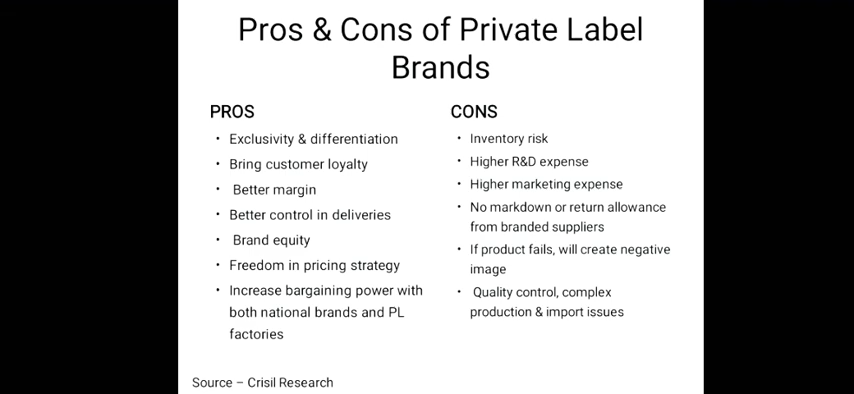 Pros & Cons of Private Label
Brands
PROS
• Exclusivity & differentiation
• Bring customer loyalty
• Better margin
• Better control in deliveries
• Brand equity
• Freedom in pricing strategy
• Increase bargaining power with
both national brands and PL
factories
CONS
• Inventory risk
• Higher R&D expense
• Higher marketing expense
• No markdown or return allowance
from branded suppliers
• If product fails, will create negative
image
• Quality control, complex
production & import issues
Source – Crisil Research